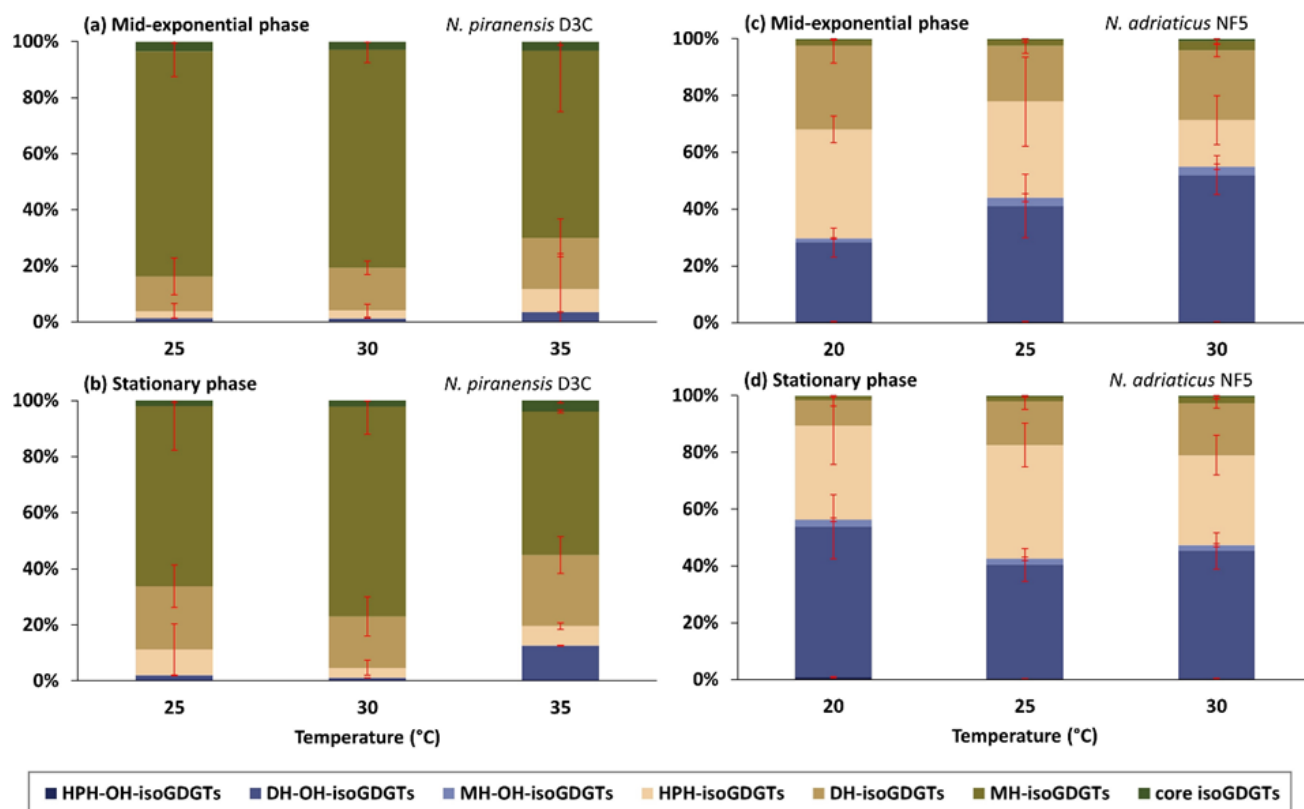 (a) Mid-exponential phase N. piranensis D3C
100%
80%
60%
40%
20%
0%
25 30 35
(c) Mid-exponential phase N. adriaticus NF5
100%
80%
60%
40%
20%
0%
20 25 30
(b) Stationary phase N. piranensis D3C
100%
80%
60%
40%
20%
0%
25 30 35
Temperature (°C)
(d) Stationary phase N. adriaticus NF5
100%
80%
60%
40%
20%
0%
20 25 30
Temperature (°C)
HPH-OH-isoGDGTs DH-OH-isoGDGTs MH-OH-isoGDGTs HPH-isoGDGTs DH-isoGDGTs MH-isoGDGTs core isoGDGTs